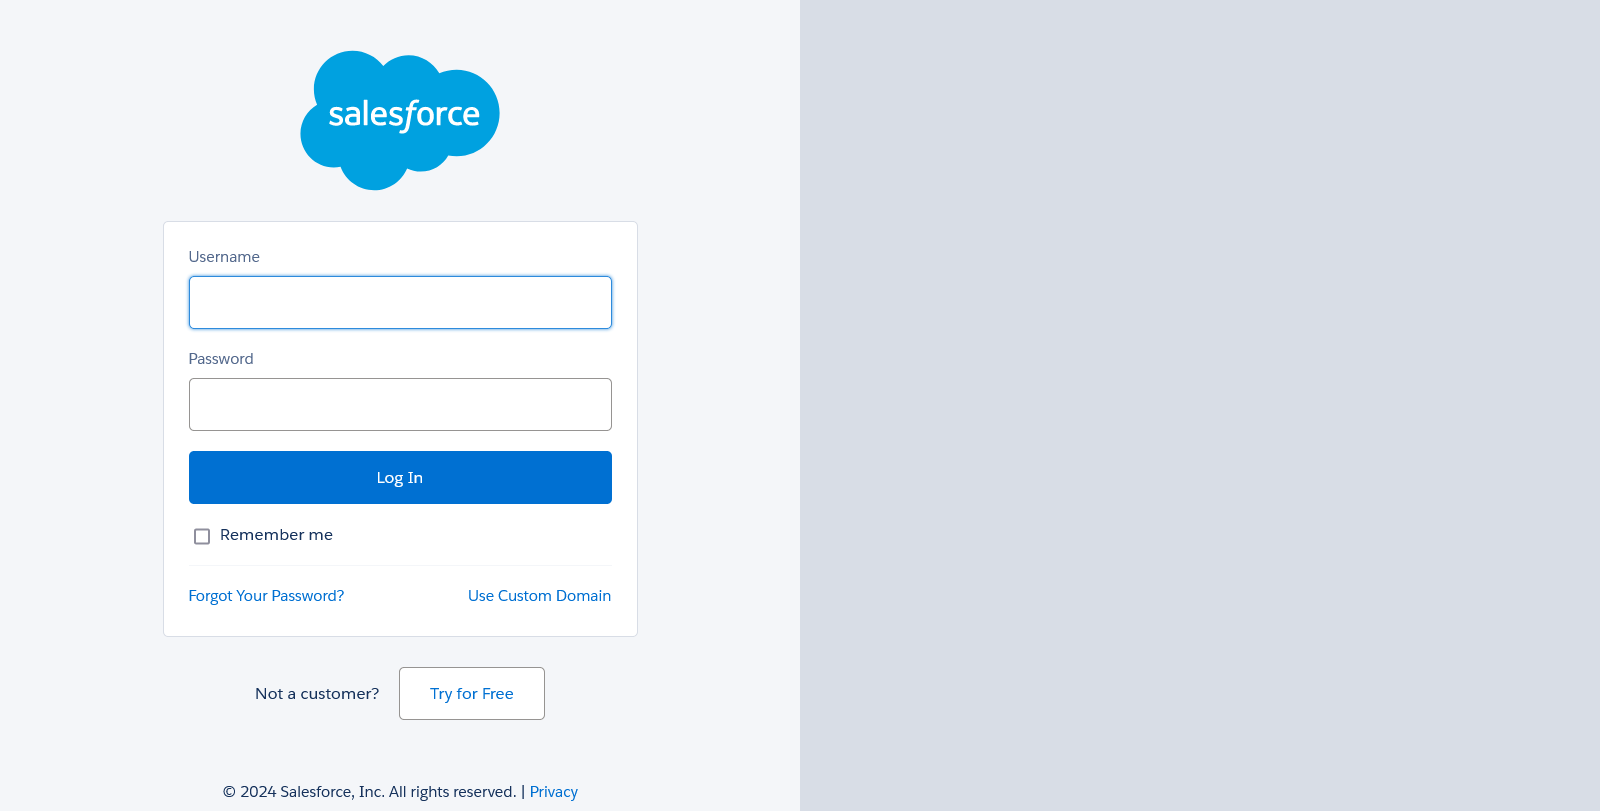 salesforce
Username
Password
Log In
Remember me
Forgot Your Password? Use Custom Domain
Not a customer? Try for Free
© 2024 Salesforce, Inc. All rights reserved. | Privacy